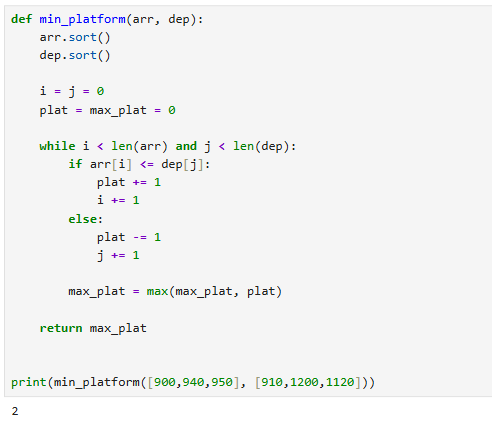 def min_platform(arr, dep):
    arr.sort()
    dep.sort()

    i = j = 0
    plat = max_plat = 0

    while i < len(arr) and j < len(dep):
        if arr[i] <= dep[j]:
            plat += 1
            i += 1
        else:
            plat -= 1
            j += 1

        max_plat = max(max_plat, plat)

    return max_plat


print(min_platform([900,940,950], [910,1200,1120]))
2